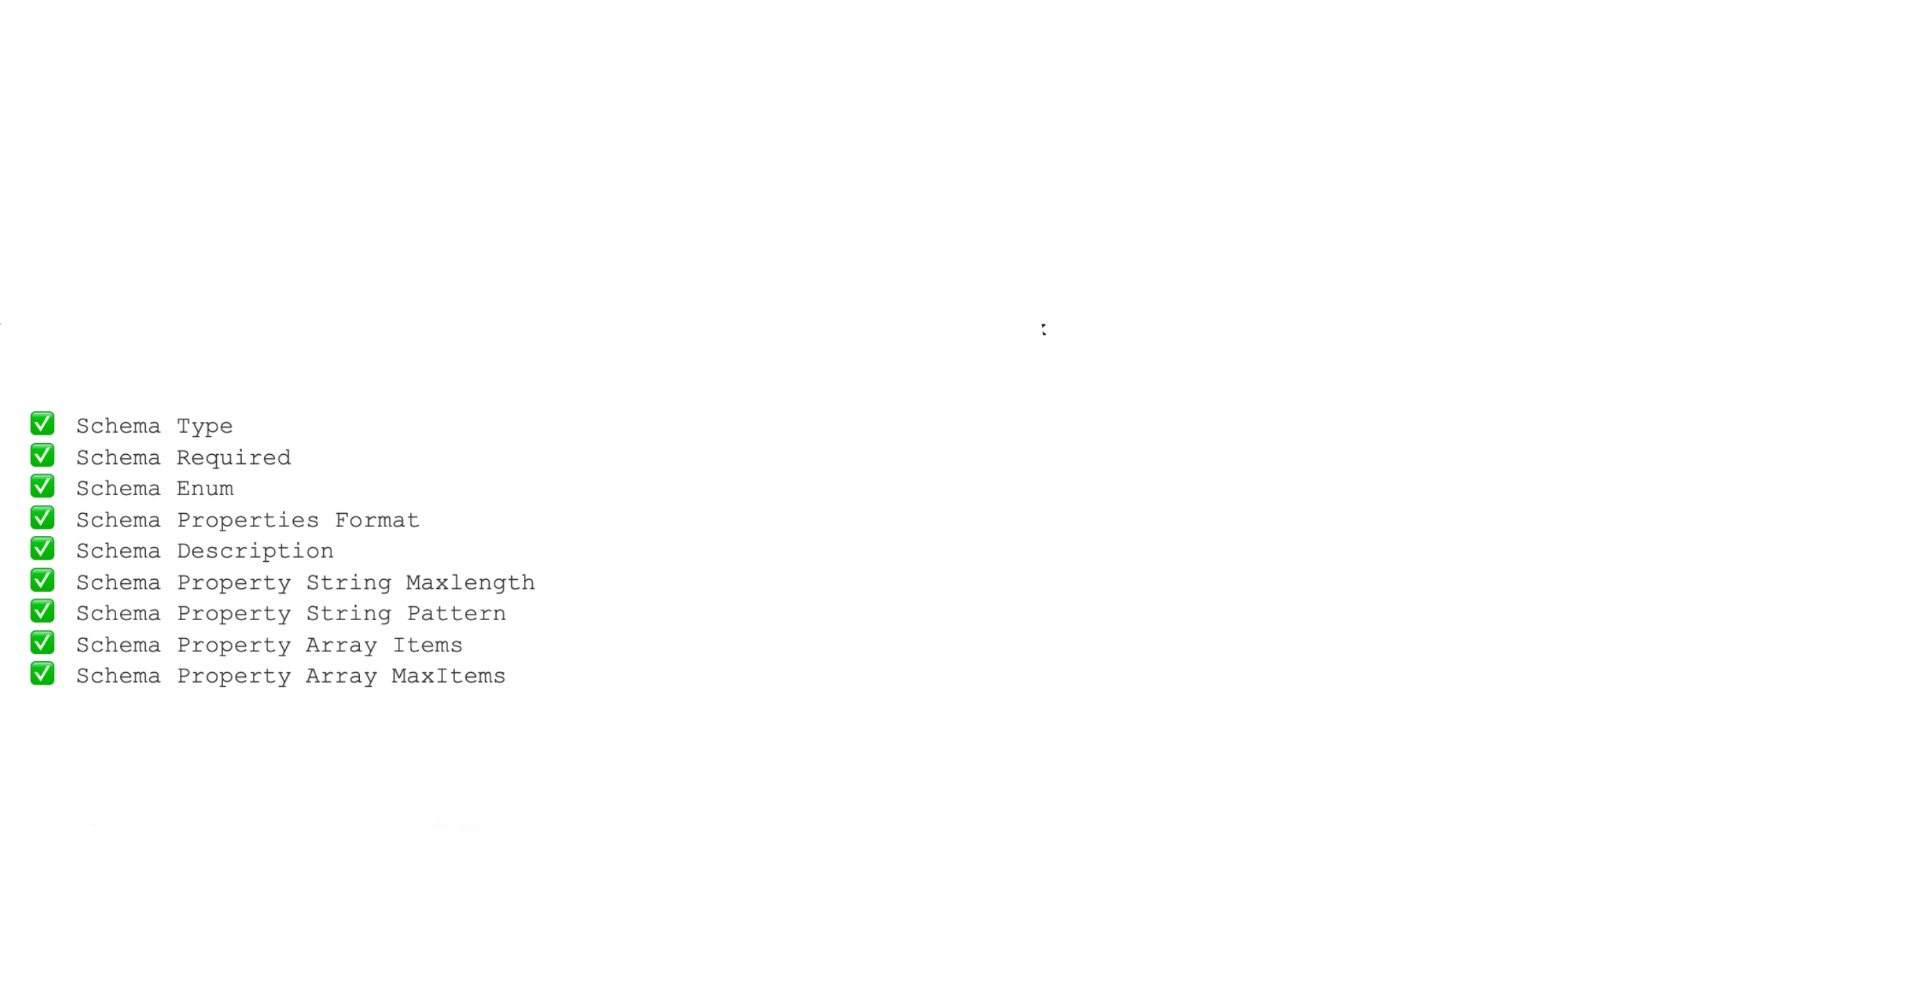 ✅ Schema Type
✅ Schema Required
✅ Schema Enum
✅ Schema Properties Format
✅ Schema Description
✅ Schema Property String Maxlength
✅ Schema Property String Pattern
✅ Schema Property Array Items
✅ Schema Property Array MaxItems